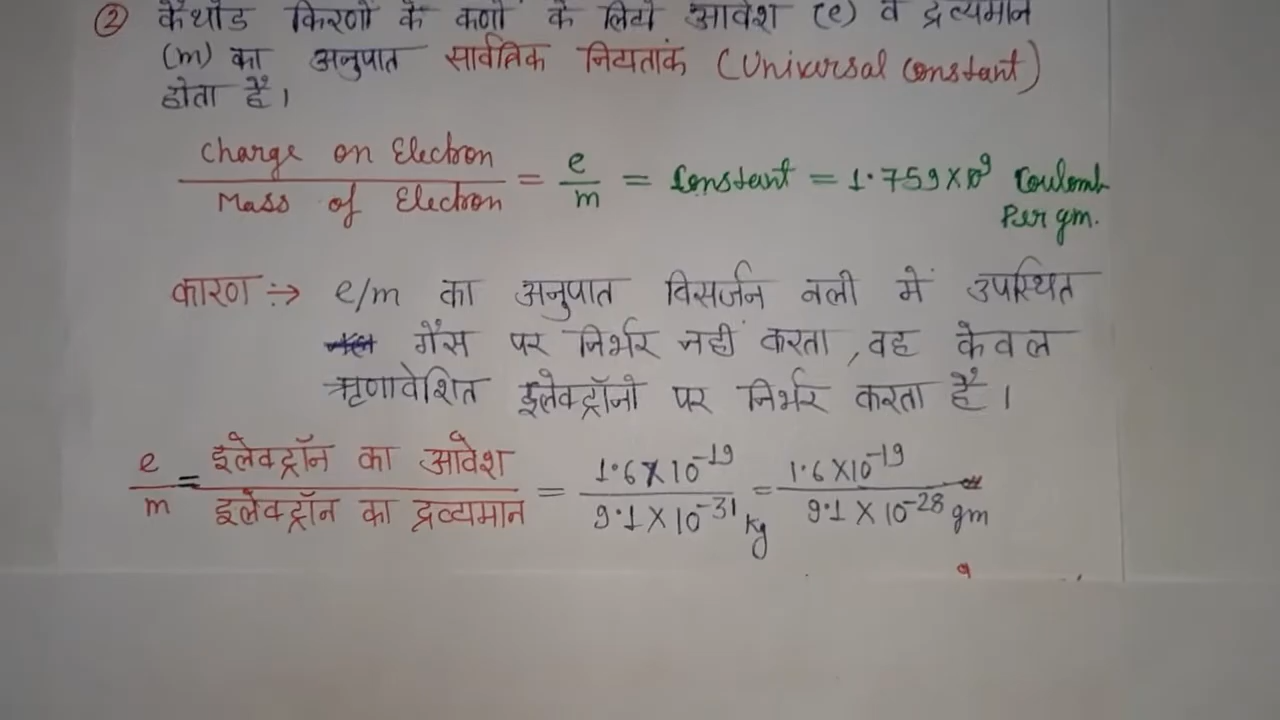 ② कैथोड किरणों के कणों के लिये आवेश (e) व द्रव्यमान
(m) का अनुपात सार्वत्रिक नियतांक (Universal Constant)
होता है।
Charge on Electron / Mass of Electron = e/m = Constant = 1.759×10⁹ Coulomb
Per gm.
कारण :→ e/m का अनुपात विसर्जन नली में उपस्थित
गैस पर निर्भर नहीं करता, वह केवल
ऋणावेशित इलेक्ट्रॉनो पर निर्भर करता है।
e/m = इलेक्ट्रॉन का आवेश / इलेक्ट्रॉन का द्रव्यमान = 1.6×10⁻¹⁹ / 9.1×10⁻³¹ kg = 1.6×10⁻¹⁹ / 9.1×10⁻²⁸ gm